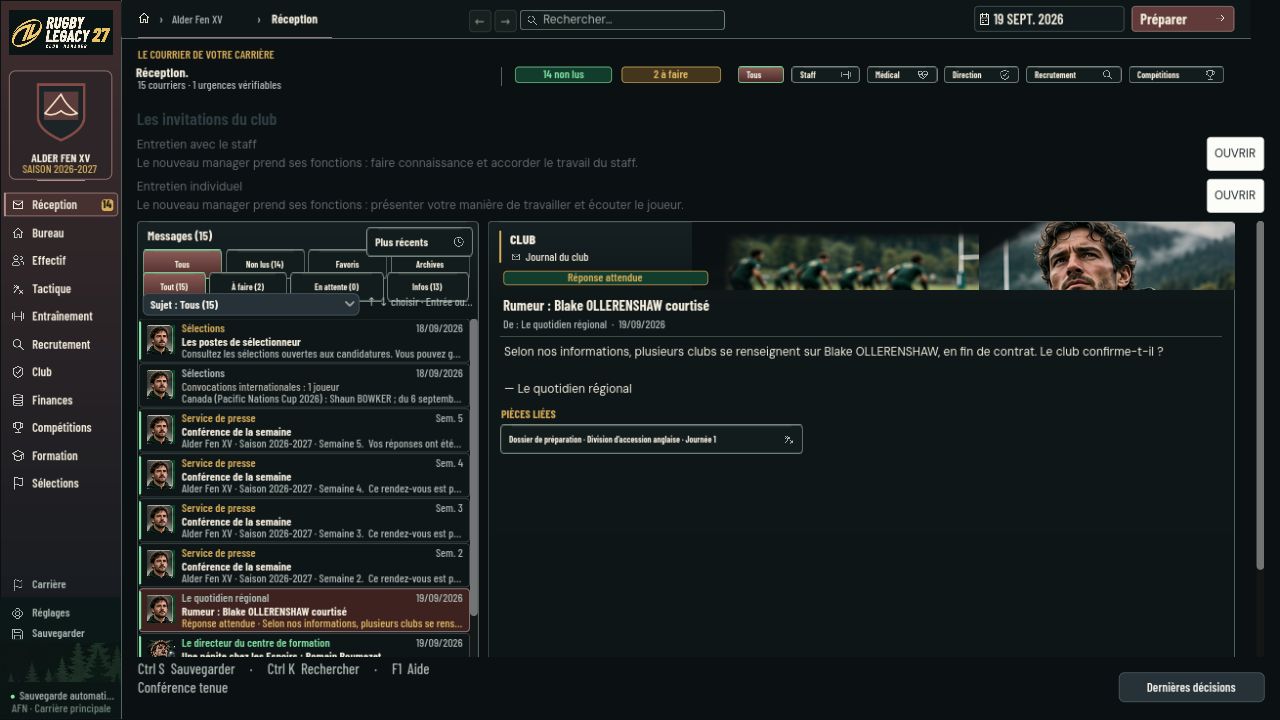 RUGBY
LEGACY 27
CLUB MANAGER
Alder Fen XV
Réception
Rechercher...
19 SEPT. 2026
Préparer
LE COURRIER DE VOTRE CARRIÈRE
Réception.
15 courriers · 1 urgences vérifiables
14 non lus
2 à faire
Tous
Staff
Médical
Direction
Recrutement
Compétitions
ALDER FEN XV
SAISON 2026-2027
Les invitations du club
Entretien avec le staff
Le nouveau manager prend ses fonctions : faire connaissance et accorder le travail du staff.
OUVRIR
Entretien individuel
Le nouveau manager prend ses fonctions : présenter votre manière de travailler et écouter le joueur.
OUVRIR
Réception
14
Bureau
Effectif
Tactique
Entraînement
Recrutement
Club
Finances
Compétitions
Formation
Sélections
Carrière
Réglages
Sauvegarder
Sauvegarde automati...
AFN · Carrière principale
Messages (15)
Plus récents
Tous
Non lus (14)
Favoris
Archives
Tout (15)
À faire (2)
En attente (0)
Infos (13)
Sujet : Tous (15)
↑ ↓ choisir · Entrée ou...
Sélections
18/09/2026
Les postes de sélectionneur
Consultez les sélections ouvertes aux candidatures. Vous pouvez g...
Sélections
18/09/2026
Convocations internationales : 1 joueur
Canada (Pacific Nations Cup 2026) : Shaun BOWKER ; du 6 septemb...
Service de presse
Sem. 5
Conférence de la semaine
Alder Fen XV · Saison 2026-2027 · Semaine 5. Vos réponses ont été...
Service de presse
Sem. 4
Conférence de la semaine
Alder Fen XV · Saison 2026-2027 · Semaine 4. Ce rendez-vous est p...
Service de presse
Sem. 3
Conférence de la semaine
Alder Fen XV · Saison 2026-2027 · Semaine 3. Ce rendez-vous est p...
Service de presse
Sem. 2
Conférence de la semaine
Alder Fen XV · Saison 2026-2027 · Semaine 2. Ce rendez-vous est p...
Le quotidien régional
19/09/2026
Rumeur : Blake OLLERENSHAW courtisé
Réponse attendue · Selon nos informations, plusieurs clubs se rens...
Le directeur du centre de formation
19/09/2026
Une pépite chez les Espoirs : Romain Roumazet
CLUB
Journal du club
Réponse attendue
Rumeur : Blake OLLERENSHAW courtisé
De : Le quotidien régional · 19/09/2026
Selon nos informations, plusieurs clubs se renseignent sur Blake OLLERENSHAW, en fin de contrat. Le club confirme-t-il ?
— Le quotidien régional
PIÈCES LIÉES
Dossier de préparation · Division d'accession anglaise · Journée 1
Ctrl S Sauvegarder · Ctrl K Rechercher · F1 Aide
Conférence tenue
Dernières décisions